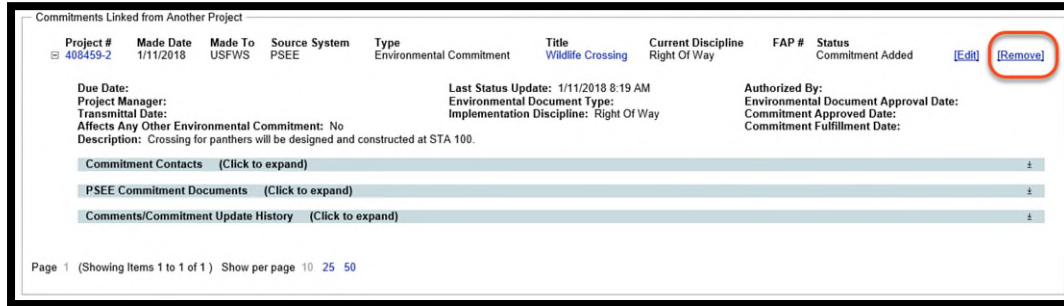 Commitments Linked from Another Project
Project # Made Date Made To Source System Type Title Current Discipline FAP # Status
408459-2 1/11/2018 USFWS PSEE Environmental Commitment Wildlife Crossing Right Of Way Commitment Added [Edit] [Remove]
Due Date: Last Status Update: 1/11/2018 8:19 AM Authorized By:
Project Manager: Environmental Document Type: Environmental Document Approval Date:
Transmittal Date: Implementation Discipline: Right Of Way Commitment Approved Date:
Affects Any Other Environmental Commitment: No Commitment Fulfillment Date:
Description: Crossing for panthers will be designed and constructed at STA 100.
Commitment Contacts (Click to expand)
PSEE Commitment Documents (Click to expand)
Comments/Commitment Update History (Click to expand)
Page 1 (Showing Items 1 to 1 of 1 ) Show per page 10 25 50